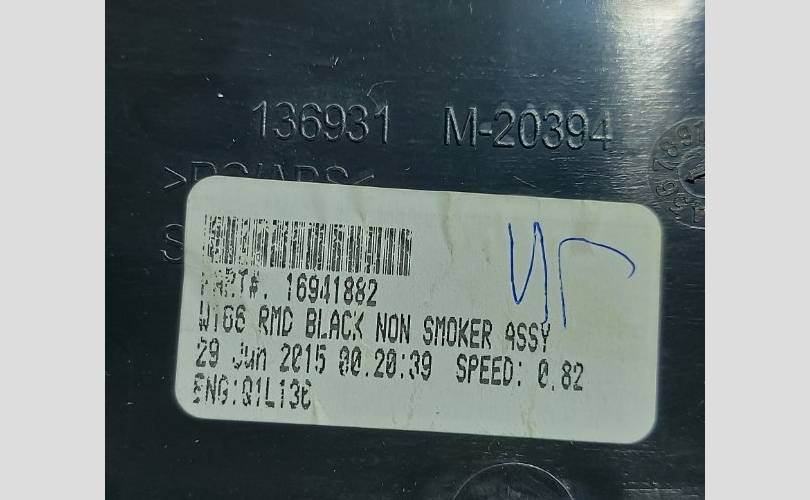 136931 M-20394
PART#. 16941882
W166 RMD BLACK NON SMOKER ASSY
29 Jun 2015 00.20:39 SPEED: 0.82
ENG:Q1L136